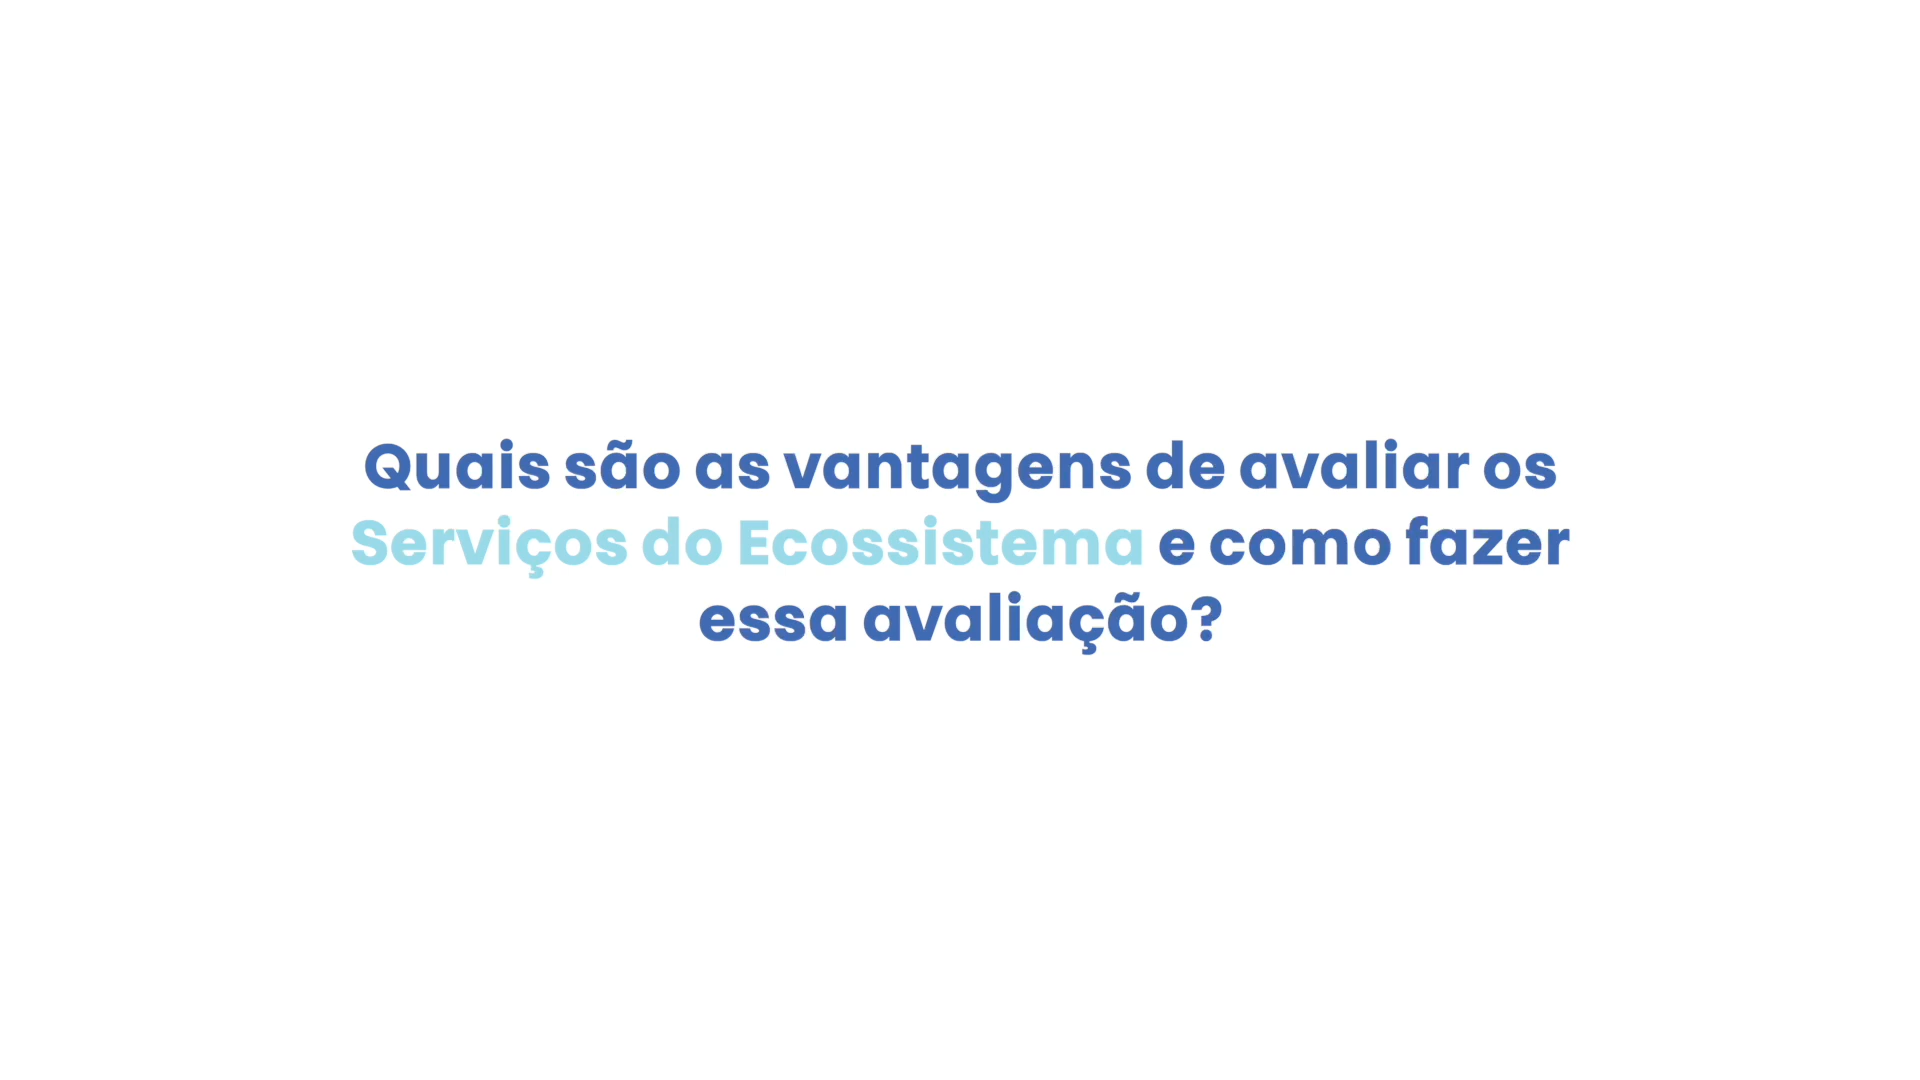 Quais são as vantagens de avaliar os
Serviços do Ecossistema e como fazer
essa avaliação?